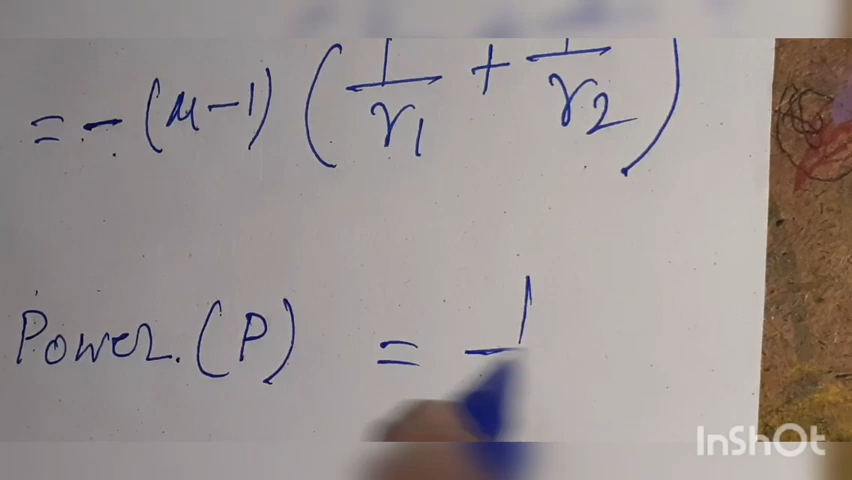 = - (μ-1) (1/r1 + 1/r2)
Power. (P) = 1
InShOt